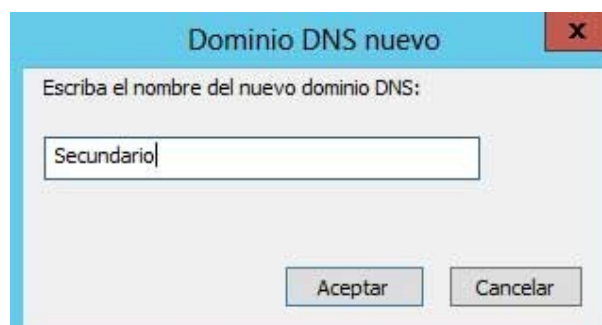 Dominio DNS nuevo
x
Escriba el nombre del nuevo dominio DNS:
Secundario
Aceptar Cancelar